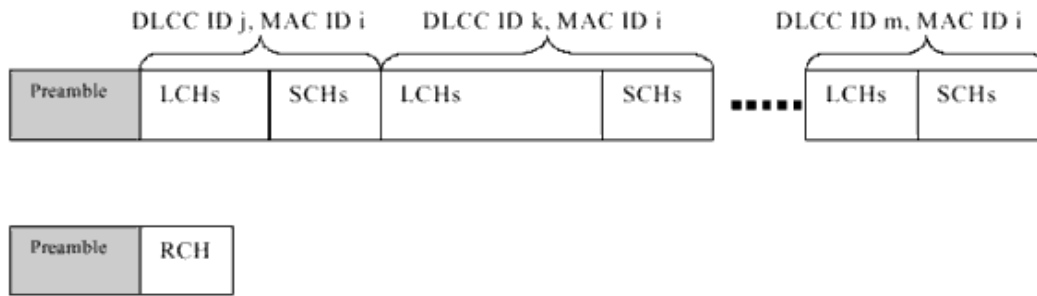 DLCC ID j, MAC ID i DLCC ID k, MAC ID i DLCC ID m, MAC ID i
Preamble LCHs SCHs LCHs SCHs LCHs SCHs
Preamble RCH